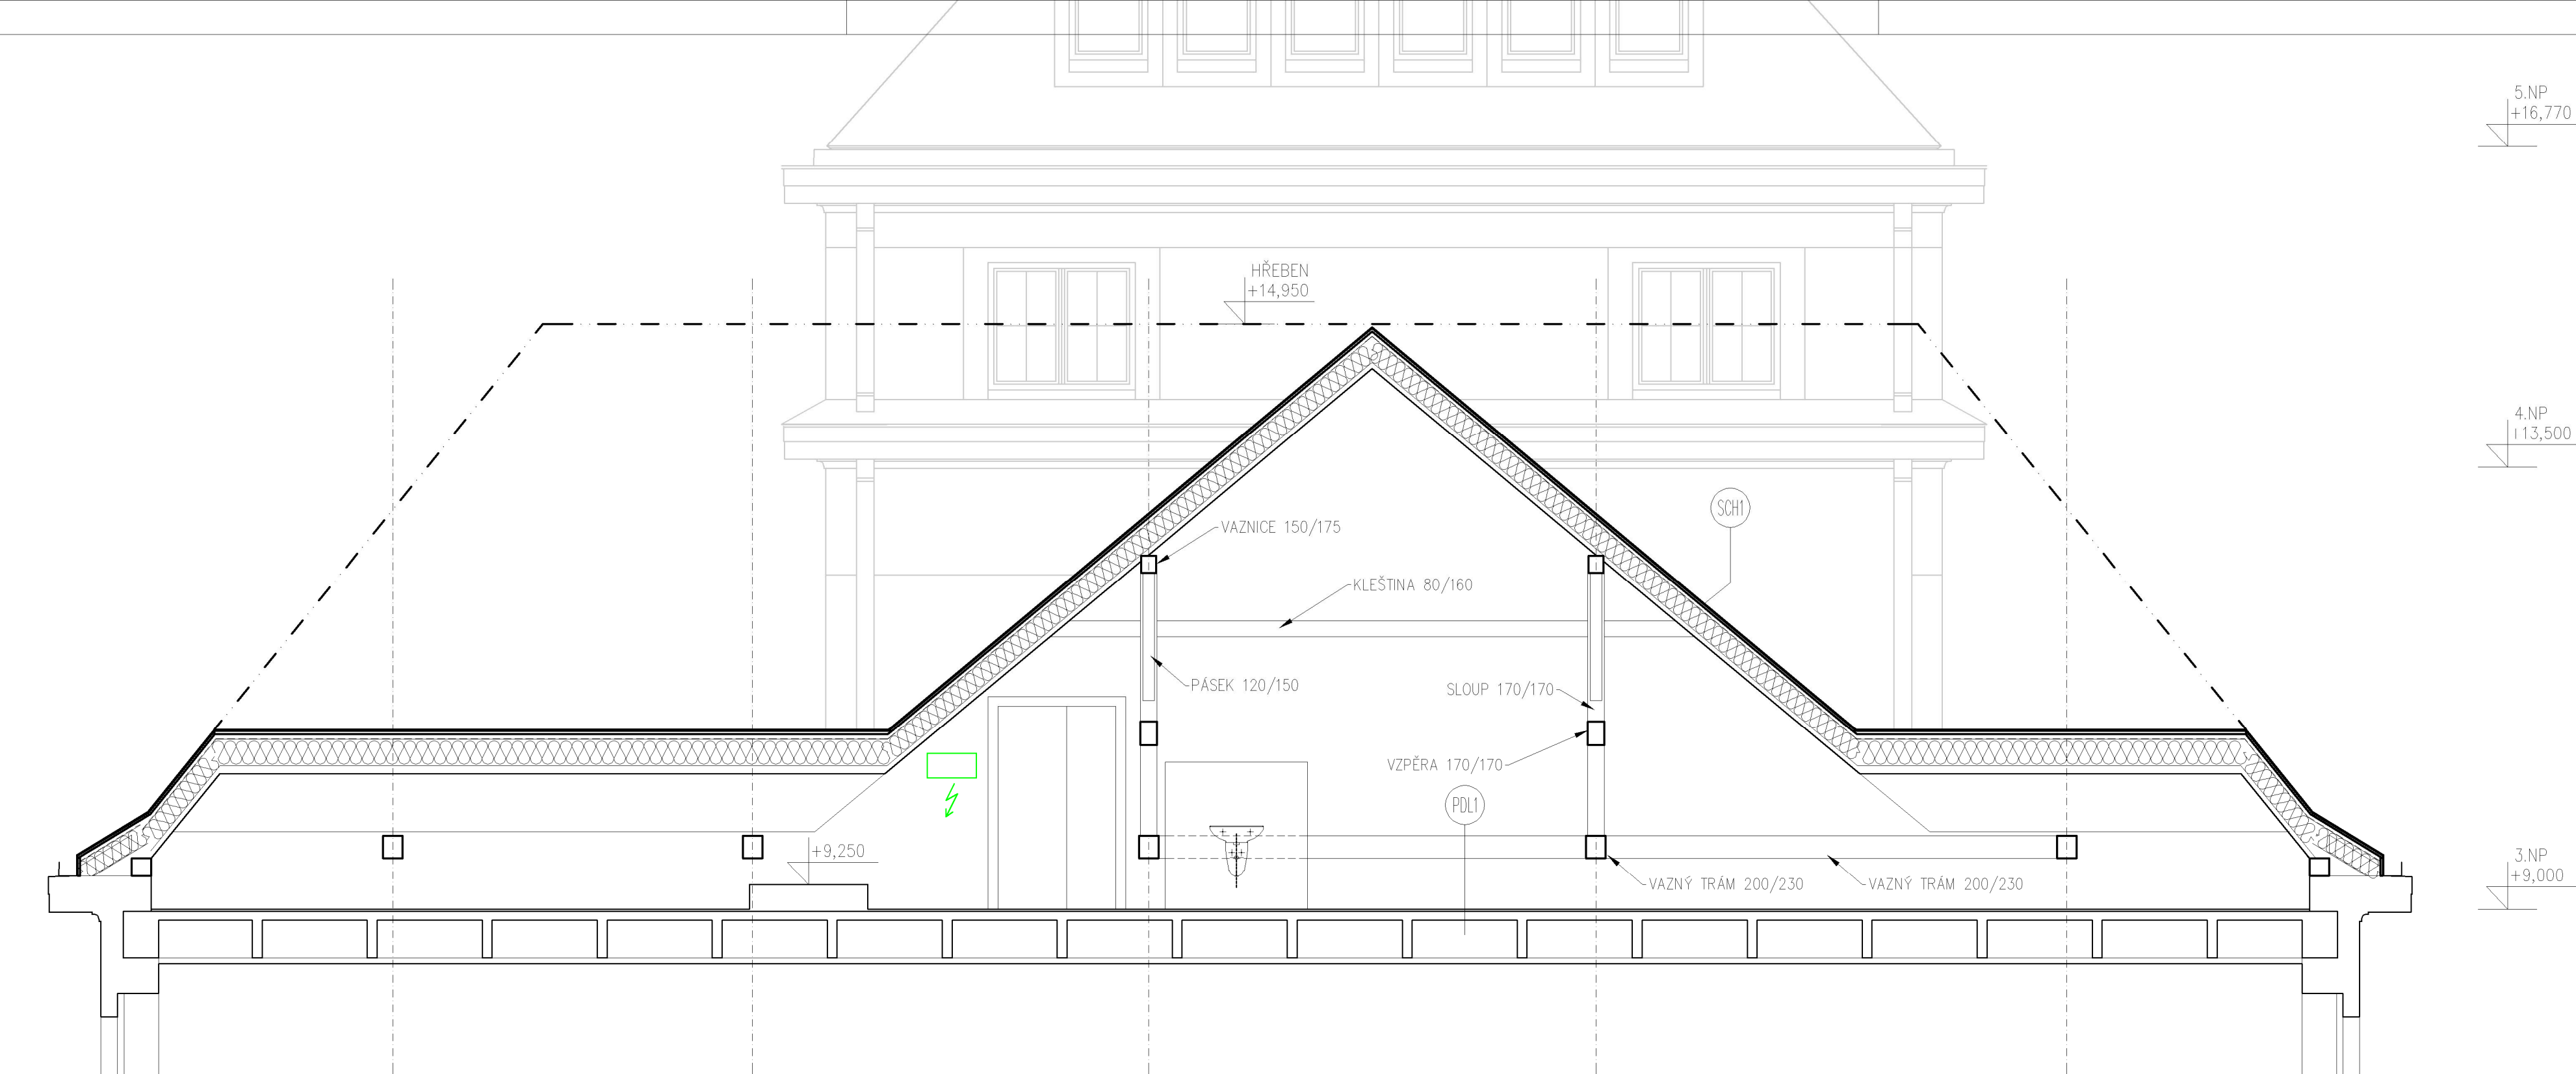 5.NP
+16,770
HŘEBEN
+14,950
4.NP
+13,500
SCH1
VAZNICE 150/175
KLEŠTINA 80/160
PÁSEK 120/150
SLOUP 170/170
VZPĚRA 170/170
PDL1
+9,250
VAZNÝ TRÁM 200/230
VAZNÝ TRÁM 200/230
3.NP
+9,000